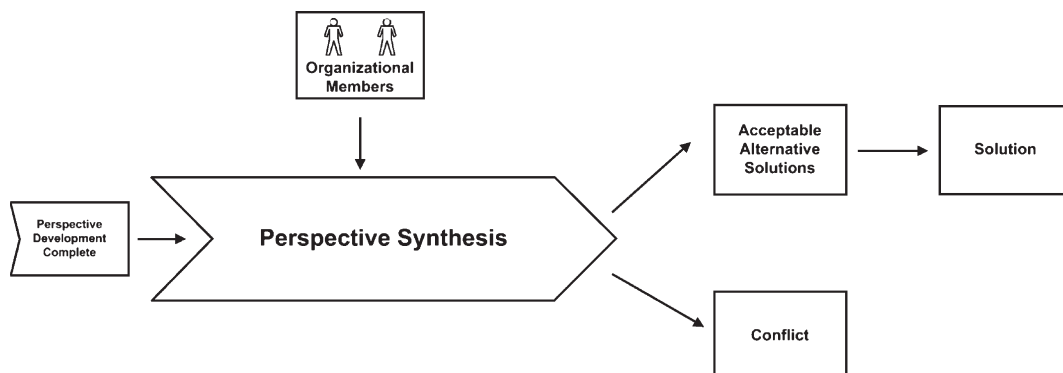 Organizational
Members
Acceptable
Alternative
Solutions
Solution
Perspective
Development
Complete
Perspective Synthesis
Conflict